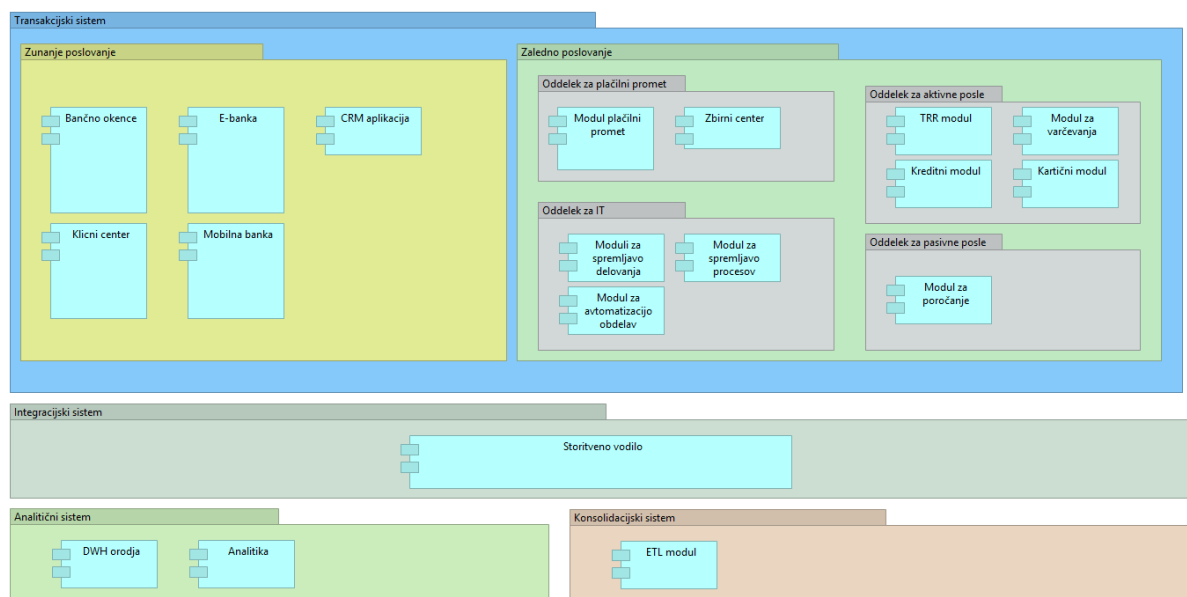 Transakcijski sistem
Zunanje poslovanje
Bančno okence
E-banka
CRM aplikacija
Klicni center
Mobilna banka
Zaledno poslovanje
Oddelek za plačilni promet
Modul plačilni
promet
Zbirni center
Oddelek za IT
Moduli za
spremljavo
delovanja
Modul za
spremljavo
procesov
Modul za
avtomatizacijo
obdelav
Oddelek za aktivne posle
TRR modul
Modul za
varčevanja
Kreditni modul
Kartični modul
Oddelek za pasivne posle
Modul za
poročanje
Integracijski sistem
Storitveno vodilo
Analitični sistem
DWH orodja
Analitika
Konsolidacijski sistem
ETL modul